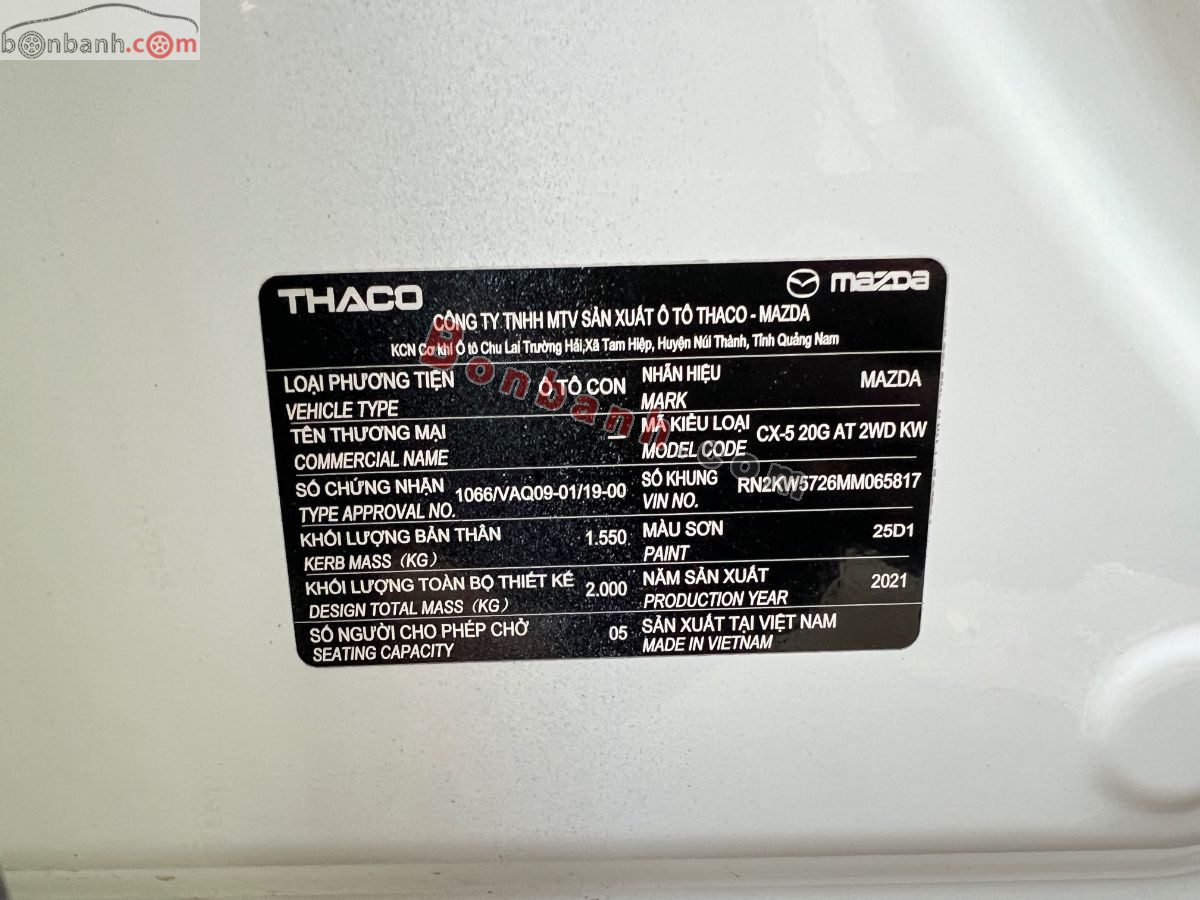 bonbanh.com
THACO
mazda
CÔNG TY TNHH MTV SẢN XUẤT Ô TÔ THACO - MAZDA
KCN Cơ khí Ô tô Chu Lai Trường Hải,Xã Tam Hiệp, Huyện Núi Thành, Tỉnh Quảng Nam
LOẠI PHƯƠNG TIỆN Ô TÔ CON
VEHICLE TYPE
NHÃN HIỆU MAZDA
MARK
TÊN THƯƠNG MẠI —
COMMERCIAL NAME
MÃ KIỂU LOẠI CX-5 20G AT 2WD KW
MODEL CODE
SỐ CHỨNG NHẬN 1066/VAQ09-01/19-00
TYPE APPROVAL NO.
SỐ KHUNG RN2KW5726MM065817
VIN NO.
KHỐI LƯỢNG BẢN THÂN 1.550
KERB MASS (KG)
MÀU SƠN 25D1
PAINT
KHỐI LƯỢNG TOÀN BỘ THIẾT KẾ 2.000
DESIGN TOTAL MASS (KG)
NĂM SẢN XUẤT 2021
PRODUCTION YEAR
SỐ NGƯỜI CHO PHÉP CHỞ 05
SEATING CAPACITY
SẢN XUẤT TẠI VIỆT NAM
MADE IN VIETNAM
Bonbanh.com